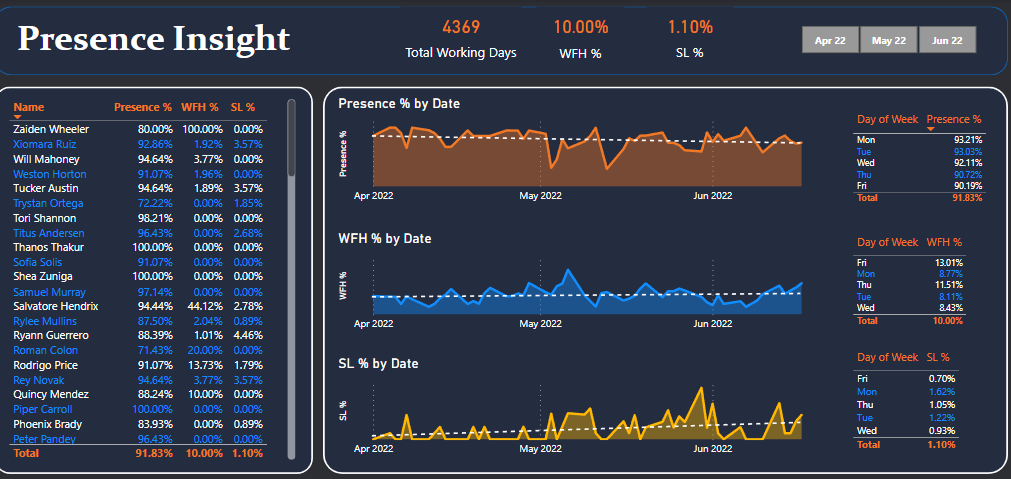 Presence Insight
4369
Total Working Days
10.00%
WFH %
1.10%
SL %
Apr 22
May 22
Jun 22
Name Presence % WFH % SL %
Zaiden Wheeler 80.00% 100.00% 0.00%
Xiomara Ruiz 92.86% 1.92% 3.57%
Will Mahoney 94.64% 3.77% 0.00%
Weston Horton 91.07% 1.96% 0.00%
Tucker Austin 94.64% 1.89% 3.57%
Trystan Ortega 72.22% 0.00% 1.85%
Tori Shannon 98.21% 0.00% 0.00%
Titus Andersen 96.43% 0.00% 2.68%
Thanos Thakur 100.00% 0.00% 0.00%
Sofia Solis 91.07% 0.00% 0.00%
Shea Zuniga 100.00% 0.00% 0.00%
Samuel Murray 97.14% 0.00% 0.00%
Salvatore Hendrix 94.44% 44.12% 2.78%
Rylee Mullins 87.50% 2.04% 0.89%
Ryann Guerrero 88.39% 1.01% 4.46%
Roman Colon 71.43% 20.00% 0.00%
Rodrigo Price 91.07% 13.73% 1.79%
Rey Novak 94.64% 3.77% 3.57%
Quincy Mendez 88.24% 10.00% 0.00%
Piper Carroll 100.00% 0.00% 0.00%
Phoenix Brady 83.93% 0.00% 0.89%
Peter Pandey 96.43% 0.00% 0.00%
Total 91.83% 10.00% 1.10%
Presence % by Date
Presence %
Apr 2022 May 2022 Jun 2022
Day of Week Presence %
Mon 93.21%
Tue 93.03%
Wed 92.11%
Thu 90.72%
Fri 90.19%
Total 91.83%
WFH % by Date
WFH %
Apr 2022 May 2022 Jun 2022
Day of Week WFH %
Fri 13.01%
Mon 8.77%
Thu 11.51%
Tue 8.11%
Wed 8.43%
Total 10.00%
SL % by Date
SL %
Apr 2022 May 2022 Jun 2022
Day of Week SL %
Fri 0.70%
Mon 1.62%
Thu 1.05%
Tue 1.22%
Wed 0.93%
Total 1.10%